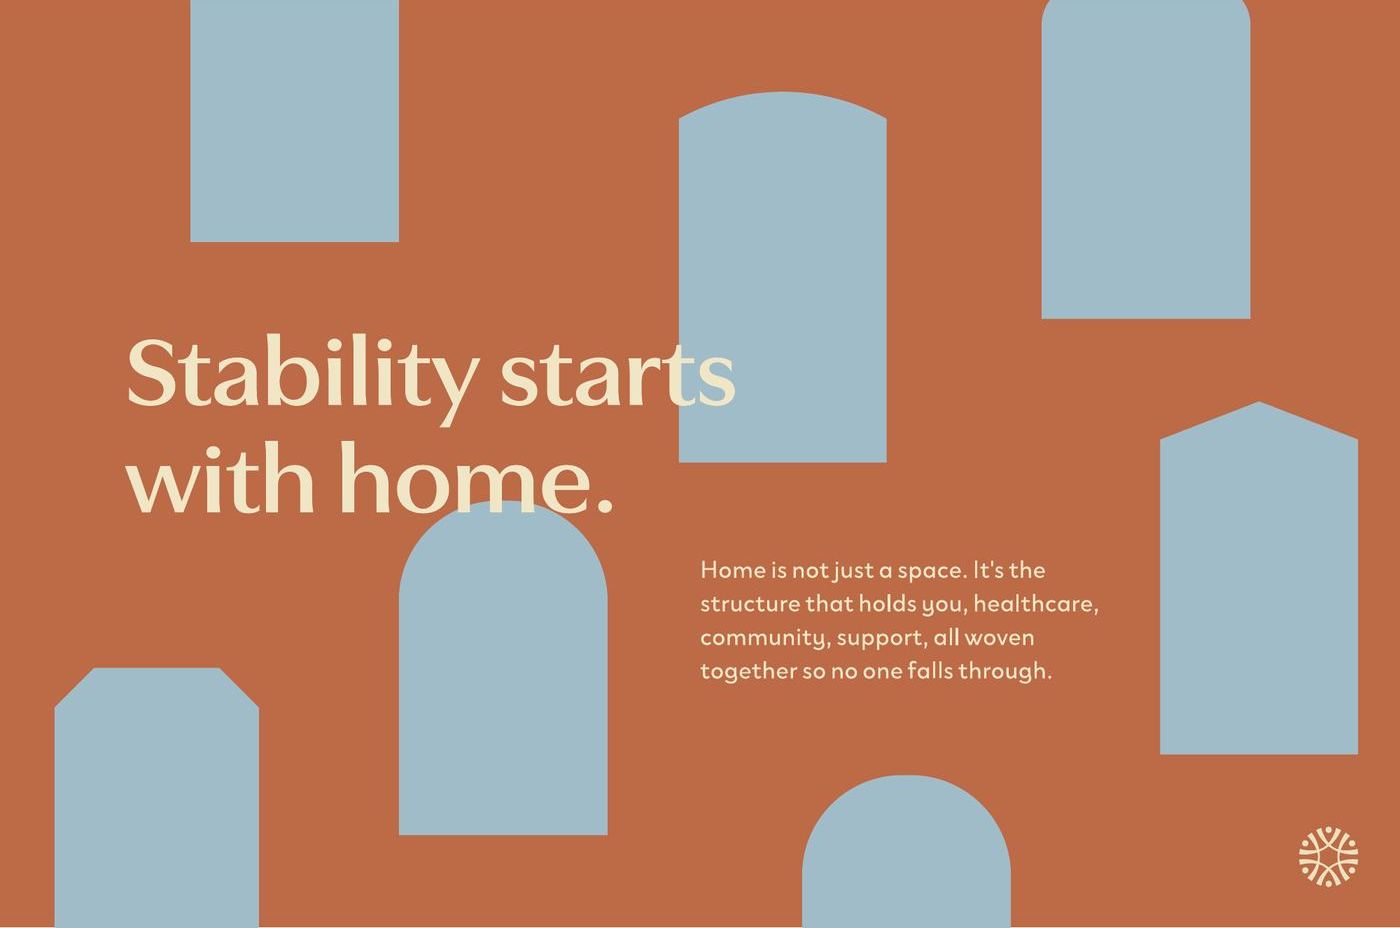 Stability starts
with home.
Home is not just a space. It's the
structure that holds you, healthcare,
community, support, all woven
together so no one falls through.